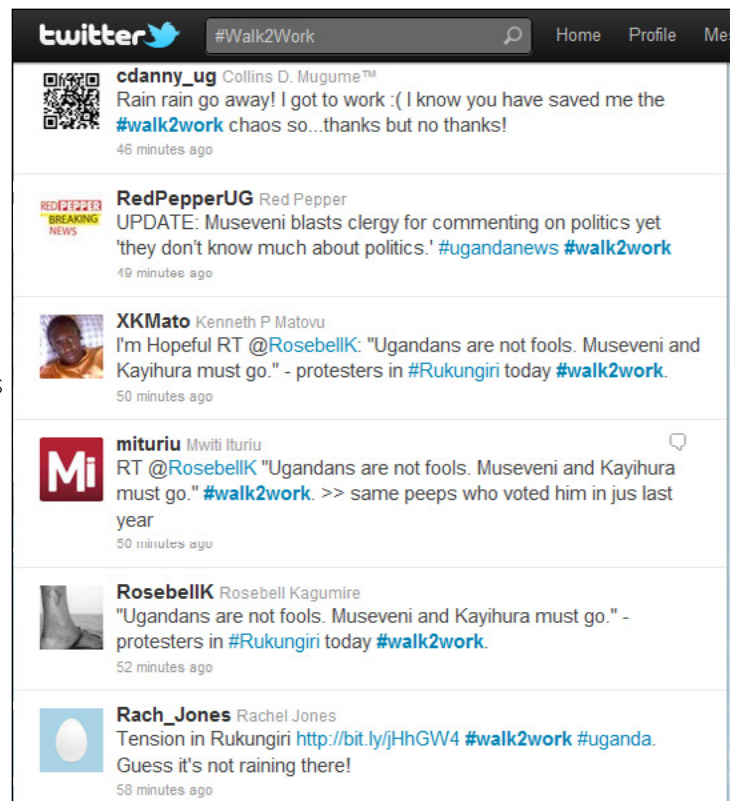 twitter
#Walk2Work
Home Profile Mes
cdanny_ug Collins D. Mugume™
Rain rain go away! I got to work :( I know you have saved me the
#walk2work chaos so...thanks but no thanks!
46 minutes ago
RED PEPPER
BREAKING
NEWS
RedPepperUG Red Pepper
UPDATE: Museveni blasts clergy for commenting on politics yet
'they don't know much about politics.' #ugandanews #walk2work
49 minutes ago
XKMato Kenneth P Matovu
I'm Hopeful RT @RosebellK: "Ugandans are not fools. Museveni and
Kayihura must go." - protesters in #Rukungiri today #walk2work.
50 minutes ago
s
Mi
mituriu Mwiti Ituriu
RT @RosebellK "Ugandans are not fools. Museveni and Kayihura
must go." #walk2work. >> same peeps who voted him in jus last
year
50 minutes ago
RosebellK Rosebell Kagumire
"Ugandans are not fools. Museveni and Kayihura must go." -
protesters in #Rukungiri today #walk2work.
52 minutes ago
Rach_Jones Rachel Jones
Tension in Rukungiri http://bit.ly/jHhGW4 #walk2work #uganda.
Guess it's not raining there!
58 minutes ago